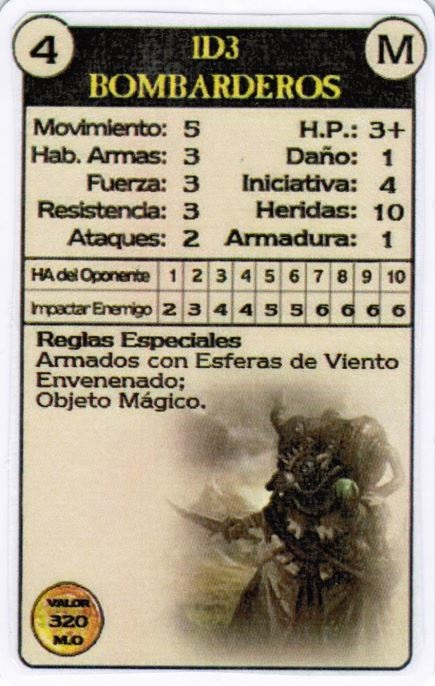 4
1D3
M
BOMBARDEROS
Movimiento: 5 H.P.: 3+
Hab. Armas: 3 Daño: 1
Fuerza: 3 Iniciativa: 4
Resistencia: 3 Heridas: 10
Ataques: 2 Armadura: 1
HA del Oponente 1 2 3 4 5 6 7 8 9 10
Impactar Enemigo 2 3 4 4 5 5 6 6 6 6
Reglas Especiales
Armados con Esferas de Viento
Envenenado;
Objeto Mágico.
VALOR
320
M.O